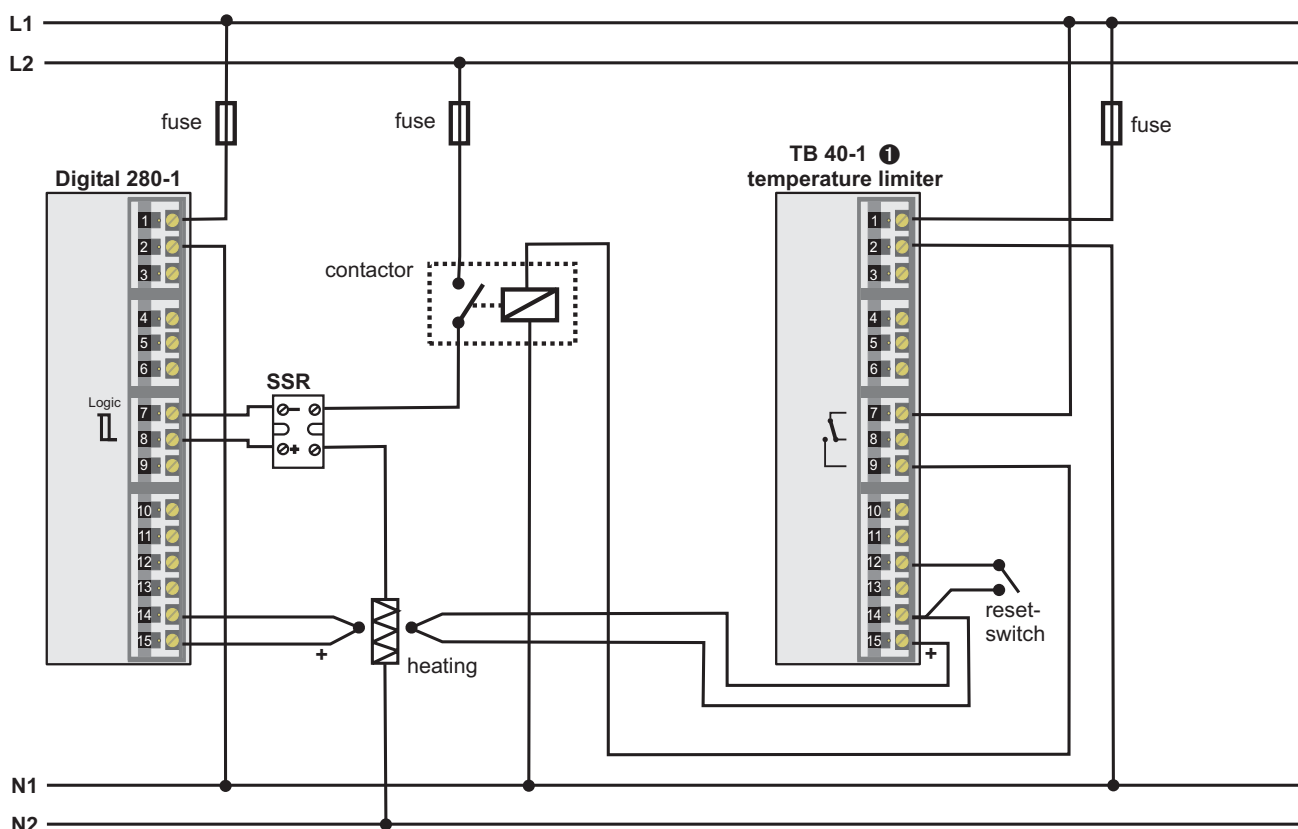 L1
L2
fuse
fuse
fuse
TB 40-1 ❶
temperature limiter
Digital 280-1
1
2
3
4
5
6
Logic
7
8
9
10
11
12
13
14
15
+
contactor
SSR
–
+
heating
1
2
3
4
5
6
7
8
9
10
11
12
13
14
15
+
reset-
switch
N1
N2